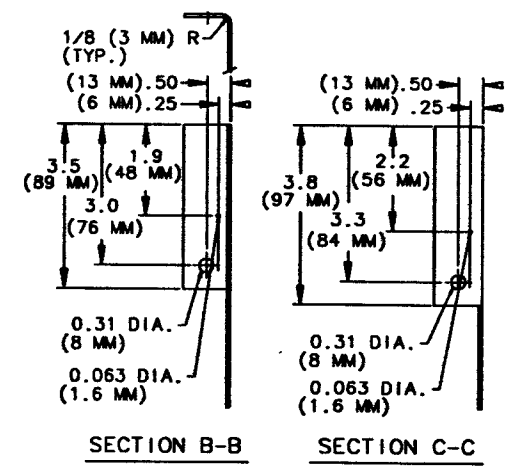 1/8 (3 MM) R
(TYP.)
(13 MM).50
(6 MM).25
1.9
(48 MM)
3.5
(89 MM)
3.0
(76 MM)
0.31 DIA.
(8 MM)
0.063 DIA.
(1.6 MM)
SECTION B-B
(13 MM).50
(6 MM) .25
2.2
(56 MM)
3.8
(97 MM)
3.3
(84 MM)
0.31 DIA.
(8 MM)
0.063 DIA.
(1.6 MM)
SECTION C-C